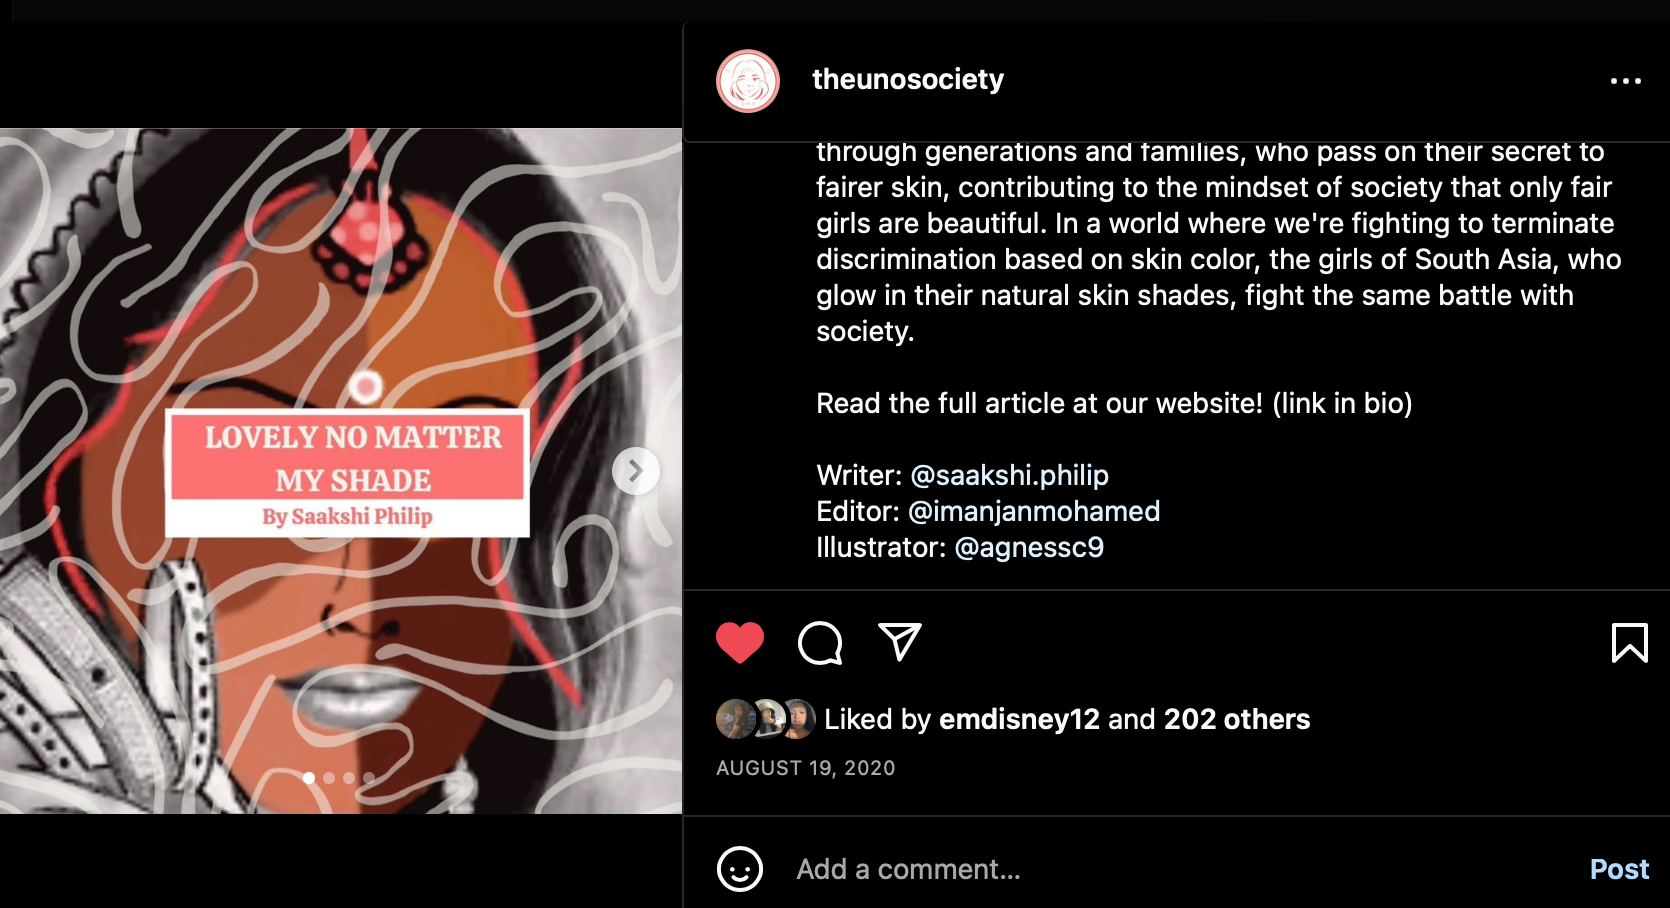 theunosociety
through generations and families, who pass on their secret to
fairer skin, contributing to the mindset of society that only fair
girls are beautiful. In a world where we're fighting to terminate
discrimination based on skin color, the girls of South Asia, who
glow in their natural skin shades, fight the same battle with
society.
Read the full article at our website! (link in bio)
Writer: @saakshi.philip
Editor: @imanjanmohamed
Illustrator: @agnessc9
LOVELY NO MATTER
MY SHADE
By Saakshi Philip
Liked by emdisney12 and 202 others
AUGUST 19, 2020
Add a comment...
Post